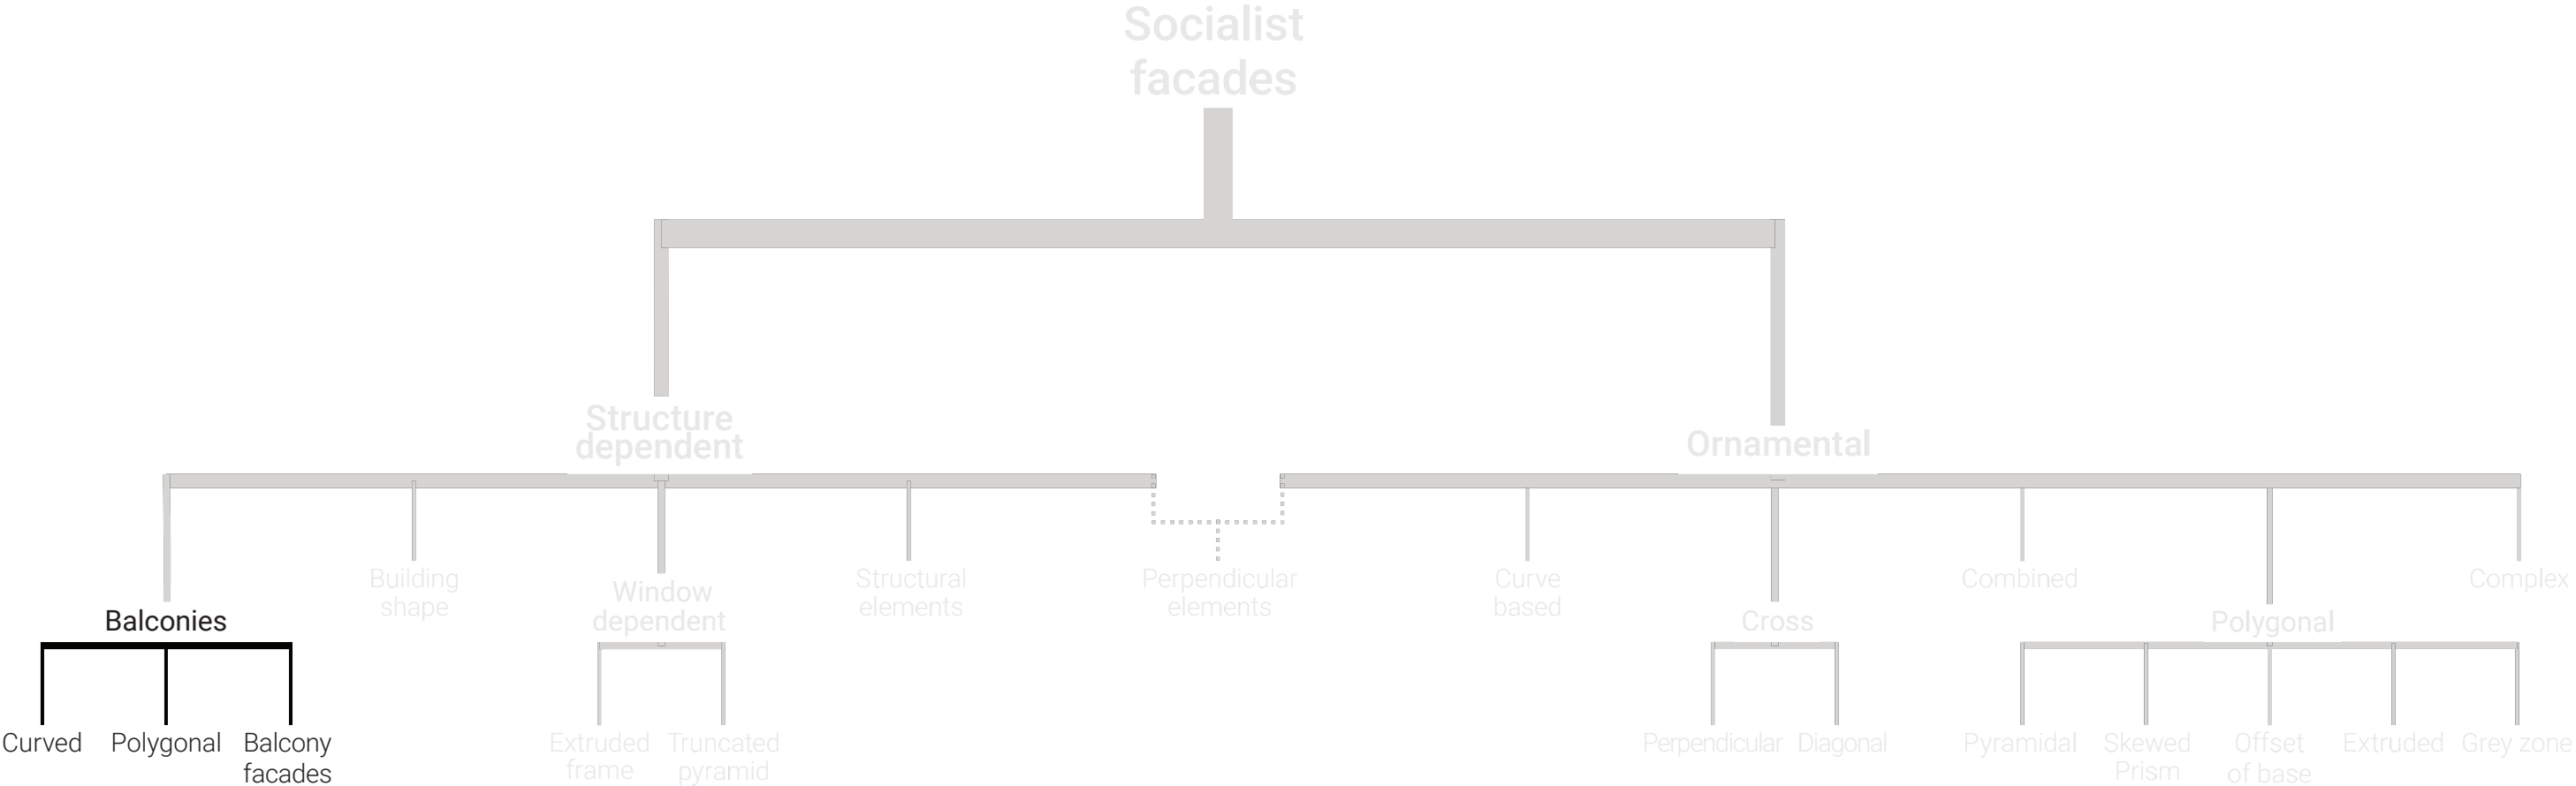 Socialist
facades
Structure
dependent
Ornamental
Building
shape
Window
dependent
Structural
elements
Perpendicular
elements
Curve
based
Combined
Complex
Balconies
Cross
Polygonal
Curved
Polygonal
Balcony
facades
Extruded
frame
Truncated
pyramid
Perpendicular
Diagonal
Pyramidal
Skewed
Prism
Offset
of base
Extruded
Grey zone